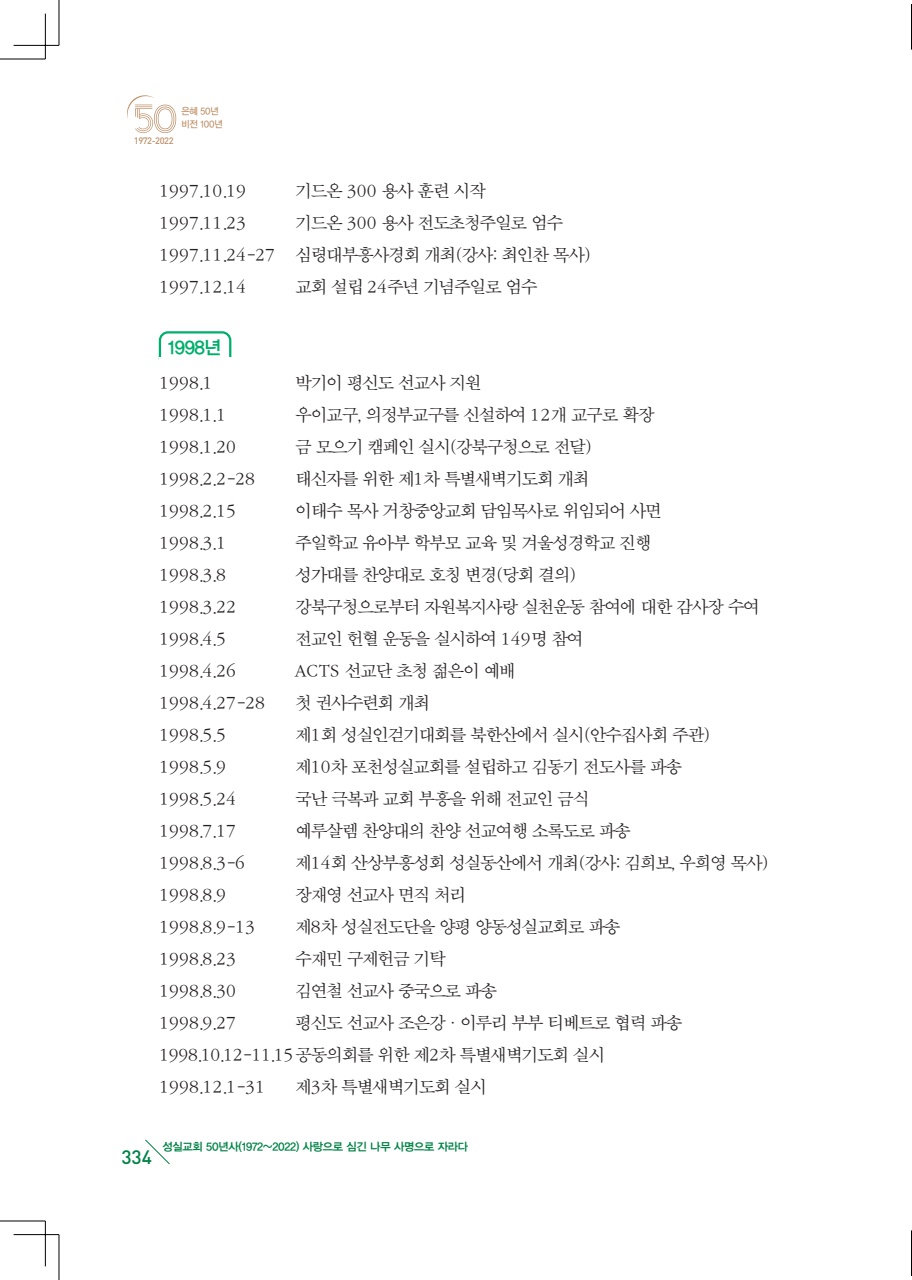 50 은혜 50년
비전 100년
1972-2022
1997.10.19 기드온 300 용사 훈련 시작
1997.11.23 기드온 300 용사 전도초청주일로 엄수
1997.11.24-27 심령대부흥사경회 개최(강사: 최인찬 목사)
1997.12.14 교회 설립 24주년 기념주일로 엄수
1998년
1998.1 박기이 평신도 선교사 지원
1998.1.1 우이교구, 의정부교구를 신설하여 12개 교구로 확장
1998.1.20 금 모으기 캠페인 실시(강북구청으로 전달)
1998.2.2-28 태신자를 위한 제1차 특별새벽기도회 개최
1998.2.15 이태수 목사 거창중앙교회 담임목사로 위임되어 사면
1998.3.1 주일학교 유아부 학부모 교육 및 겨울성경학교 진행
1998.3.8 성가대를 찬양대로 호칭 변경(당회 결의)
1998.3.22 강북구청으로부터 자원복지사랑 실천운동 참여에 대한 감사장 수여
1998.4.5 전교인 헌혈 운동을 실시하여 149명 참여
1998.4.26 ACTS 선교단 초청 젊은이 예배
1998.4.27-28 첫 권사수련회 개최
1998.5.5 제1회 성실인걷기대회를 북한산에서 실시(안수집사회 주관)
1998.5.9 제10차 포천성실교회를 설립하고 김동기 전도사를 파송
1998.5.24 국난 극복과 교회 부흥을 위해 전교인 금식
1998.7.17 예루살렘 찬양대의 찬양 선교여행 소록도로 파송
1998.8.3-6 제14회 산상부흥성회 성실동산에서 개최(강사: 김희보, 우희영 목사)
1998.8.9 장재영 선교사 면직 처리
1998.8.9-13 제8차 성실전도단을 양평 양동성실교회로 파송
1998.8.23 수재민 구제헌금 기탁
1998.8.30 김연철 선교사 중국으로 파송
1998.9.27 평신도 선교사 조은강 · 이루리 부부 티베트로 협력 파송
1998.10.12-11.15 공동의회를 위한 제2차 특별새벽기도회 실시
1998.12.1-31 제3차 특별새벽기도회 실시
334 성실교회 50년사(1972~2022) 사랑으로 심긴 나무 사명으로 자라다